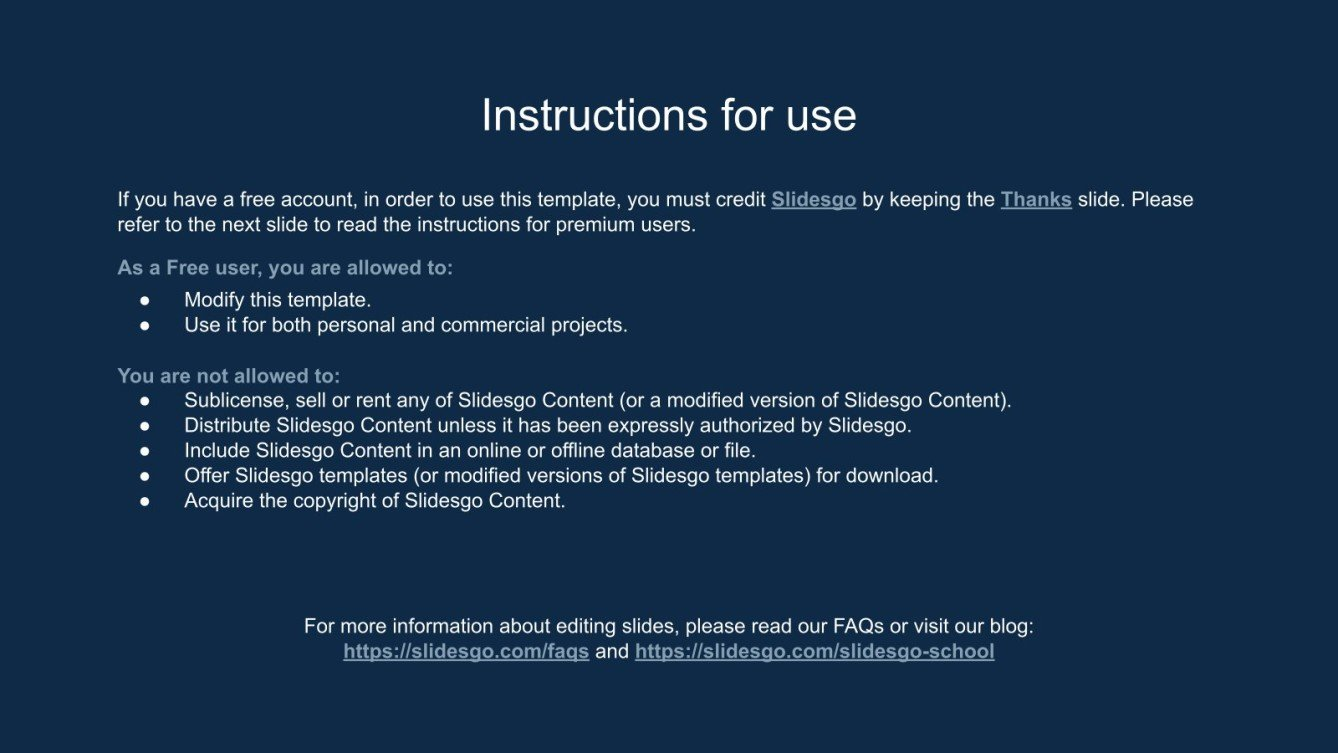 Instructions for use
If you have a free account, in order to use this template, you must credit Slidesgo by keeping the Thanks slide. Please
refer to the next slide to read the instructions for premium users.
As a Free user, you are allowed to:
● Modify this template.
● Use it for both personal and commercial projects.
You are not allowed to:
● Sublicense, sell or rent any of Slidesgo Content (or a modified version of Slidesgo Content).
● Distribute Slidesgo Content unless it has been expressly authorized by Slidesgo.
● Include Slidesgo Content in an online or offline database or file.
● Offer Slidesgo templates (or modified versions of Slidesgo templates) for download.
● Acquire the copyright of Slidesgo Content.
For more information about editing slides, please read our FAQs or visit our blog:
https://slidesgo.com/faqs and https://slidesgo.com/slidesgo-school